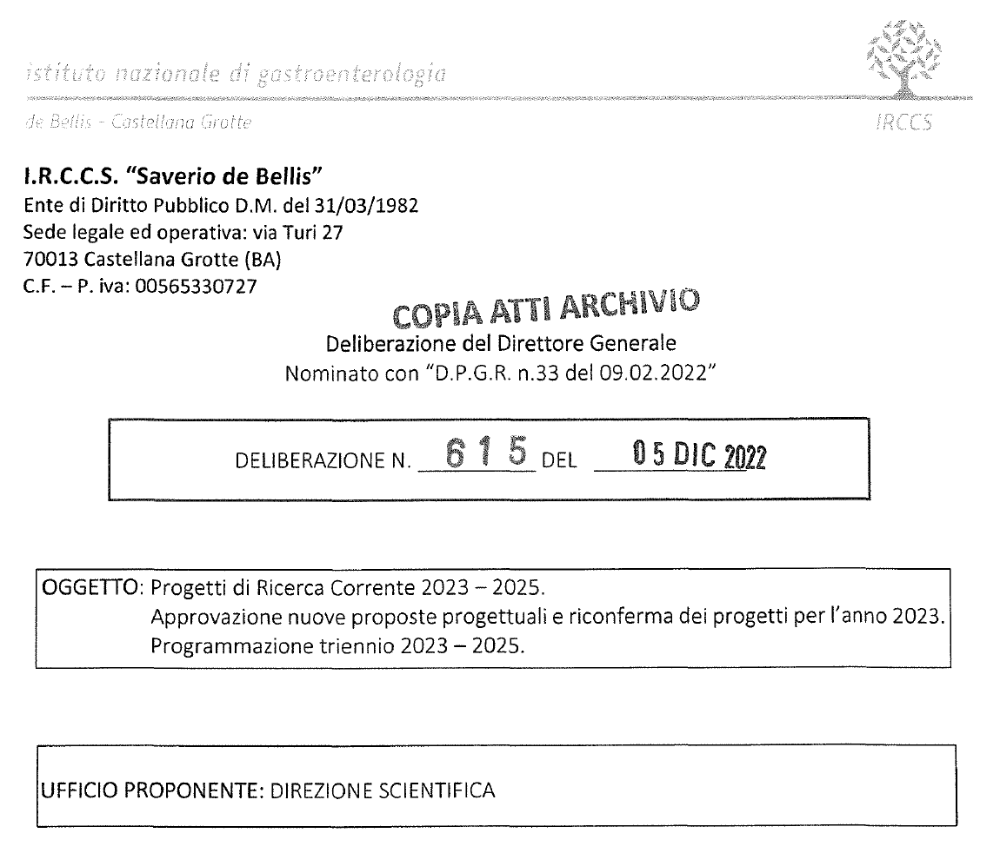 istituto nazionale di gastroenterologia
de Bellis - Castellana Grotte
IRCCS
I.R.C.C.S. “Saverio de Bellis”
Ente di Diritto Pubblico D.M. del 31/03/1982
Sede legale ed operativa: via Turi 27
70013 Castellana Grotte (BA)
C.F. – P. iva: 00565330727
COPIA ATTI ARCHIVIO
Deliberazione del Direttore Generale
Nominato con “D.P.G.R. n.33 del 09.02.2022”
DELIBERAZIONE N. 615 DEL 05 DIC 2022
OGGETTO: Progetti di Ricerca Corrente 2023 – 2025.
Approvazione nuove proposte progettuali e riconferma dei progetti per l’anno 2023.
Programmazione triennio 2023 – 2025.
UFFICIO PROPONENTE: DIREZIONE SCIENTIFICA